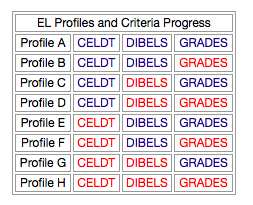 EL Profiles and Criteria Progress
Profile A CELDT DIBELS GRADES
Profile B CELDT DIBELS GRADES
Profile C CELDT DIBELS GRADES
Profile D CELDT DIBELS GRADES
Profile E CELDT DIBELS GRADES
Profile F CELDT DIBELS GRADES
Profile G CELDT DIBELS GRADES
Profile H CELDT DIBELS GRADES